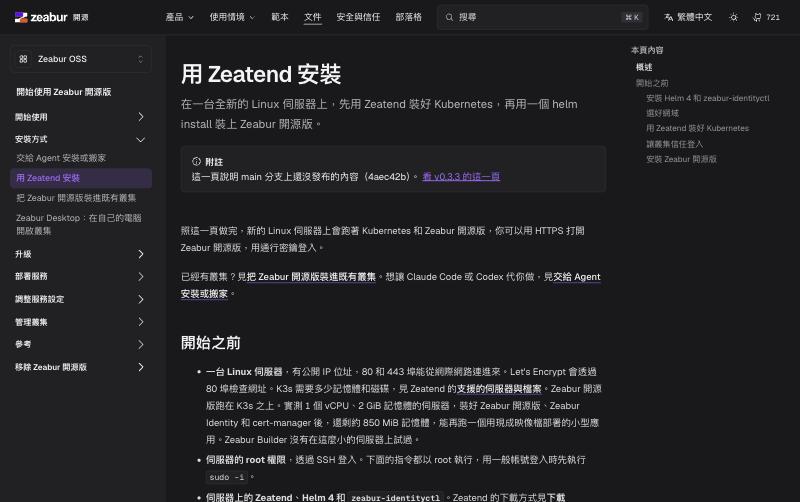 zeabur 開源
產品
使用情境
範本
文件
安全與信任
部落格
搜尋
⌘ K
繁體中文
721
Zeabur OSS
開始使用 Zeabur 開源版
開始使用
安裝方式
交給 Agent 安裝或搬家
用 Zeatend 安裝
把 Zeabur 開源版裝進既有叢集
Zeabur Desktop：在自己的電腦
開啟叢集
升級
部署服務
調整服務設定
管理叢集
參考
移除 Zeabur 開源版
用 Zeatend 安裝
在一台全新的 Linux 伺服器上，先用 Zeatend 裝好 Kubernetes，再用一個 helm
install 裝上 Zeabur 開源版。
附註
這一頁說明 main 分支上還沒發布的內容（4aec42b）。看 v0.3.3 的這一頁
照這一頁做完，新的 Linux 伺服器上會跑著 Kubernetes 和 Zeabur 開源版，你可以用 HTTPS 打開
Zeabur 開源版，用通行密鑰登入。
已經有叢集？見把 Zeabur 開源版裝進既有叢集。想讓 Claude Code 或 Codex 代你做，見交給 Agent
安裝或搬家。
開始之前
• 一台 Linux 伺服器，有公開 IP 位址，80 和 443 埠能從網際網路連進來。Let's Encrypt 會透過
80 埠檢查網址。K3s 需要多少記憶體和磁碟，見 Zeatend 的支援的伺服器與檔案。Zeabur 開源
版跑在 K3s 之上。實測 1 個 vCPU、2 GiB 記憶體的伺服器，裝好 Zeabur 開源版、Zeabur
Identity 和 cert-manager 後，還剩約 850 MiB 記憶體，能再跑一個用現成映像檔部署的小型應
用。Zeabur Builder 沒有在這麼小的伺服器上試過。
• 伺服器的 root 權限，透過 SSH 登入。下面的指令都以 root 執行，用一般帳號登入時先執行
sudo -i。
• 伺服器上的 Zeatend、Helm 4 和 zeabur-identityctl。Zeatend 的下載方式見下載
本頁內容
概述
開始之前
安裝 Helm 4 和 zeabur-identityctl
選好網域
用 Zeatend 裝好 Kubernetes
讓叢集信任登入
安裝 Zeabur 開源版